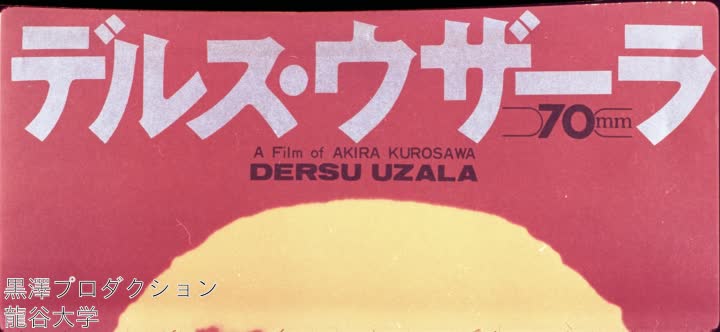 デルス・ウザーラ
70mm
A Film of AKIRA KUROSAWA
DERSU UZALA
黒澤プロダクション
龍谷大学